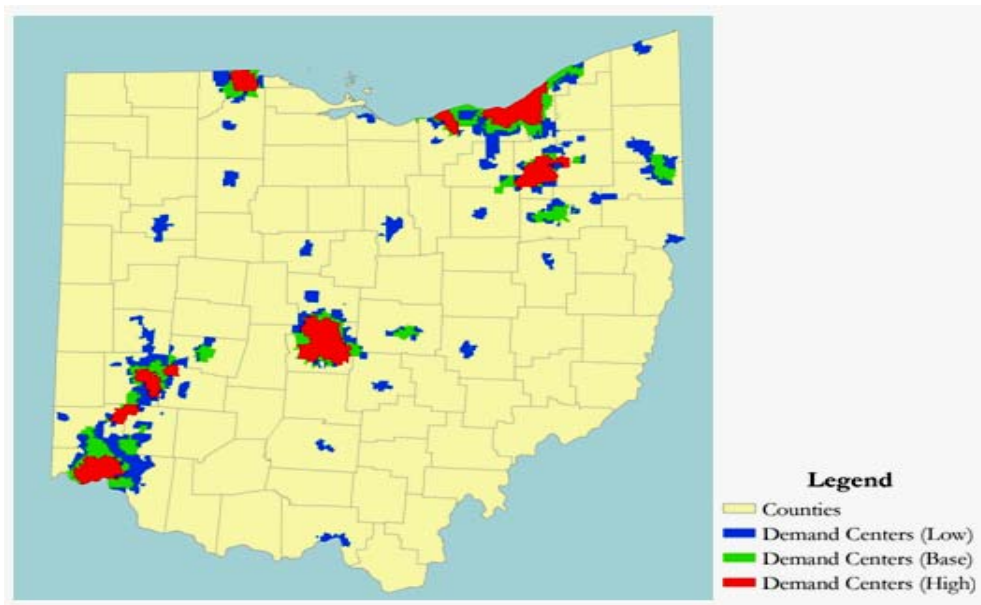 Legend
Counties
Demand Centers (Low)
Demand Centers (Base)
Demand Centers (High)